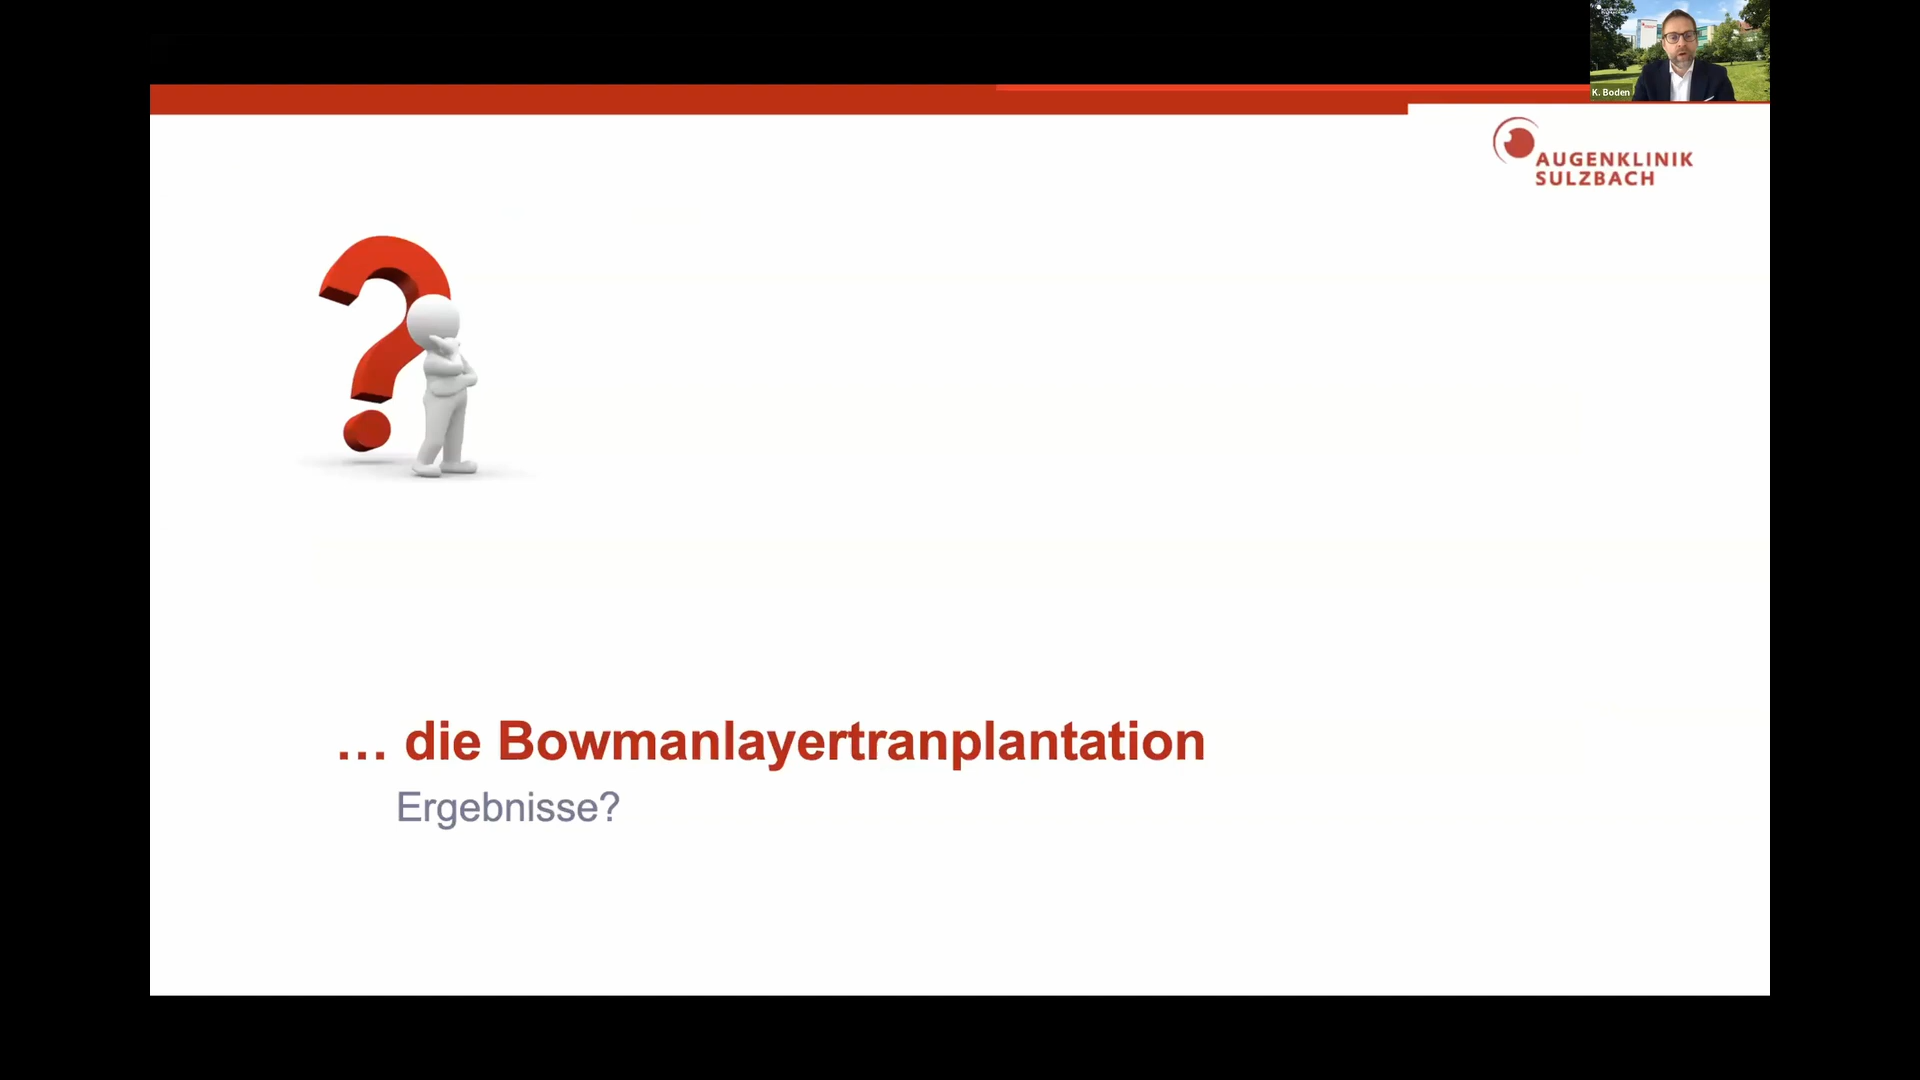 K. Boden
AUGENKLINIK
SULZBACH
?
… die Bowmanlayertranplantation
Ergebnisse?